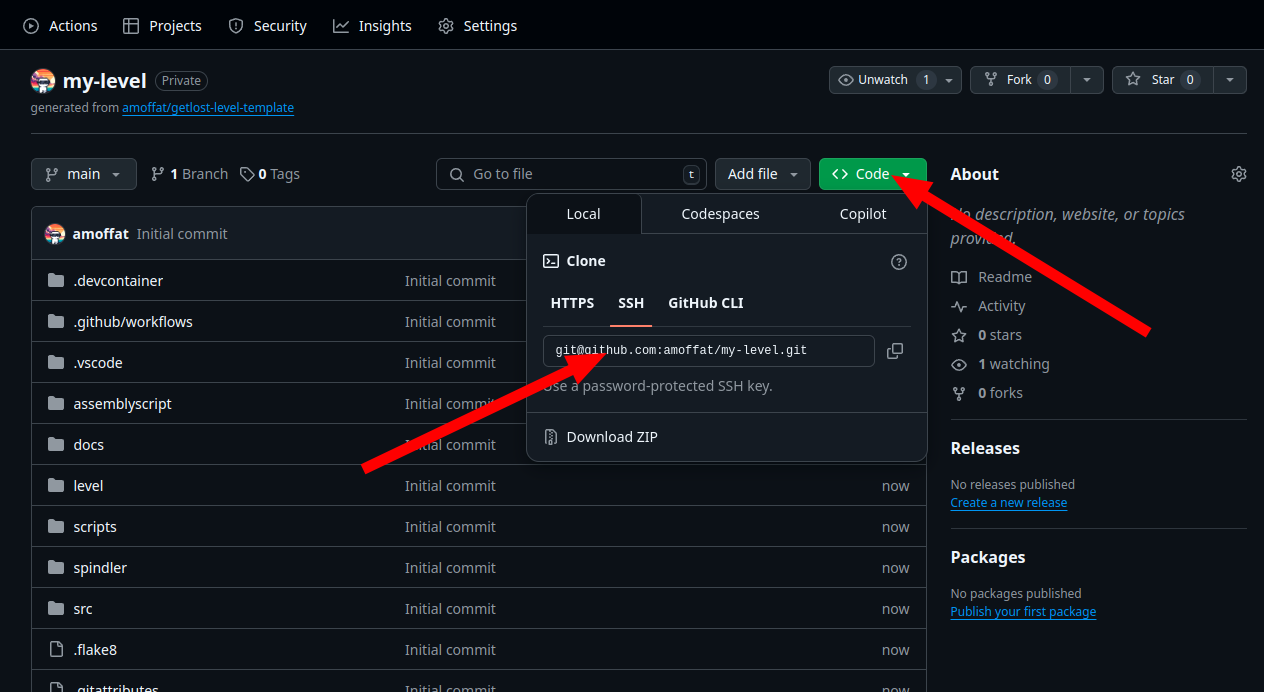 Actions Projects Security Insights Settings
my-level Private
Unwatch 1 Fork 0 Star 0
generated from amoffat/getlost-level-template
main 1 Branch 0 Tags
Go to file t Add file Code
amoffat Initial commit
.devcontainer Initial commit
.github/workflows Initial commit
.vscode Initial commit
assemblyscript Initial commit
docs Initial commit
level Initial commit now
scripts Initial commit now
spindler Initial commit now
src Initial commit now
.flake8 Initial commit now
.gitattributes Initial commit now
Local Codespaces Copilot
Clone
HTTPS SSH GitHub CLI
git@github.com:amoffat/my-level.git
Use a password-protected SSH key.
Download ZIP
About
No description, website, or topics
provided.
Readme
Activity
0 stars
1 watching
0 forks
Releases
No releases published
Create a new release
Packages
No packages published
Publish your first package